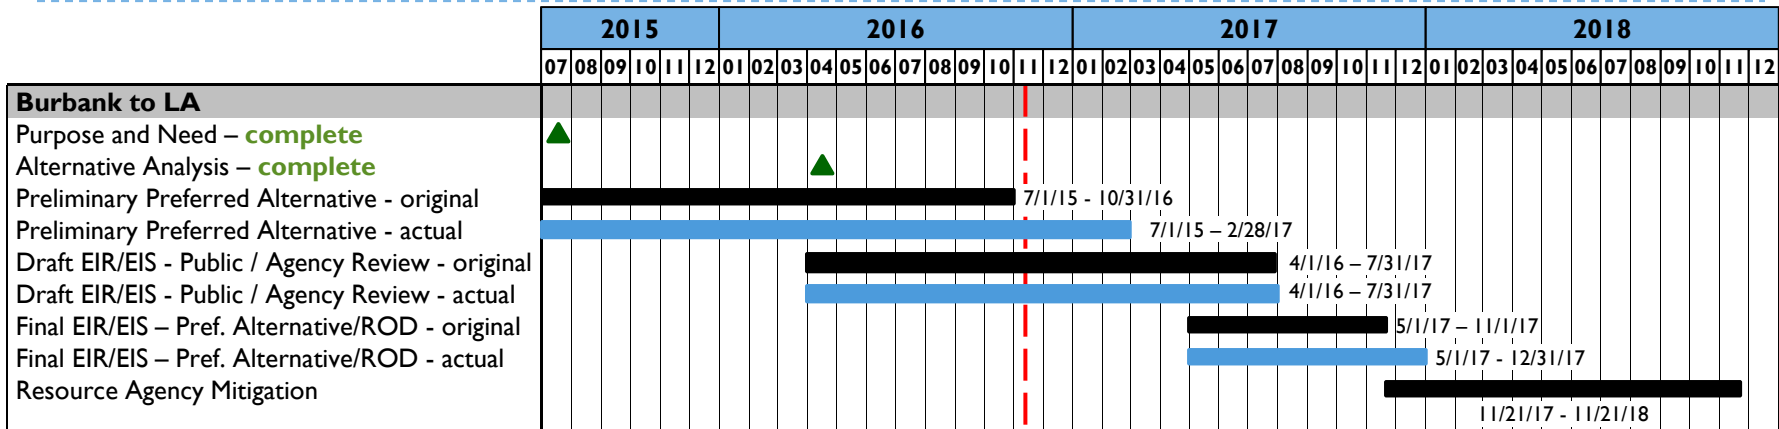 2015 2016 2017 2018
07 08 09 10 11 12 01 02 03 04 05 06 07 08 09 10 11 12 01 02 03 04 05 06 07 08 09 10 11 12 01 02 03 04 05 06 07 08 09 10 11 12
Burbank to LA
Purpose and Need – complete
Alternative Analysis – complete
Preliminary Preferred Alternative - original 7/1/15 - 10/31/16
Preliminary Preferred Alternative - actual 7/1/15 – 2/28/17
Draft EIR/EIS - Public / Agency Review - original 4/1/16 – 7/31/17
Draft EIR/EIS - Public / Agency Review - actual 4/1/16 – 7/31/17
Final EIR/EIS – Pref. Alternative/ROD - original 5/1/17 – 11/1/17
Final EIR/EIS – Pref. Alternative/ROD - actual 5/1/17 - 12/31/17
Resource Agency Mitigation
11/21/17 - 11/21/18